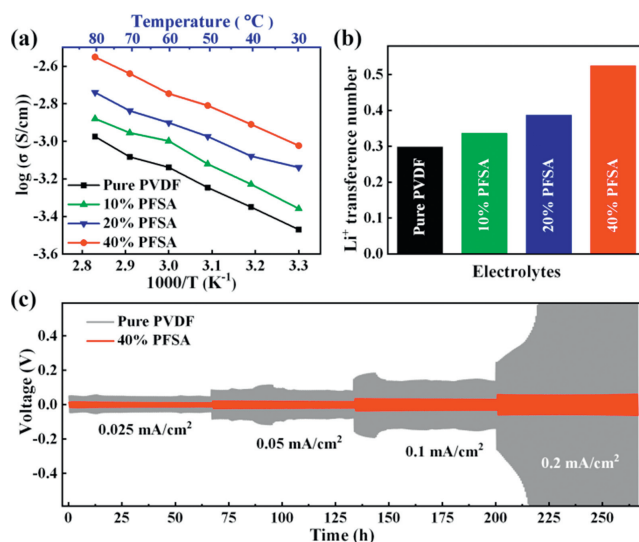 (a)
Temperature ( °C)
80 70 60 50 40 30
log (σ (S/cm))
-2.6
-2.8
-3.0
-3.2
-3.4
-3.6
Pure PVDF
10% PFSA
20% PFSA
40% PFSA
2.8 2.9 3.0 3.1 3.2 3.3
1000/T (K⁻¹)
(b)
Li⁺ transference number
0.5
0.4
0.3
0.2
0.1
0.0
Pure PVDF
10% PFSA
20% PFSA
40% PFSA
Electrolytes
(c)
Voltage (V)
0.4
0.2
0.0
-0.2
-0.4
Pure PVDF
40% PFSA
0.025 mA/cm²
0.05 mA/cm²
0.1 mA/cm²
0.2 mA/cm²
0 25 50 75 100 125 150 175 200 225 250
Time (h)